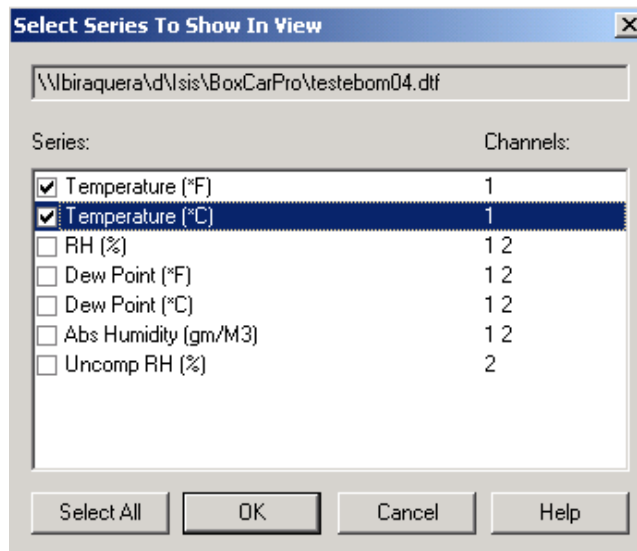 Select Series To Show In View
\\Ibiraquera\d\Isis\BoxCarPro\testebom04.dtf
Series: Channels:
Temperature (*F) 1
Temperature (*C) 1
RH (%) 1 2
Dew Point (*F) 1 2
Dew Point (*C) 1 2
Abs Humidity (gm/M3) 1 2
Uncomp RH (%) 2
Select All OK Cancel Help